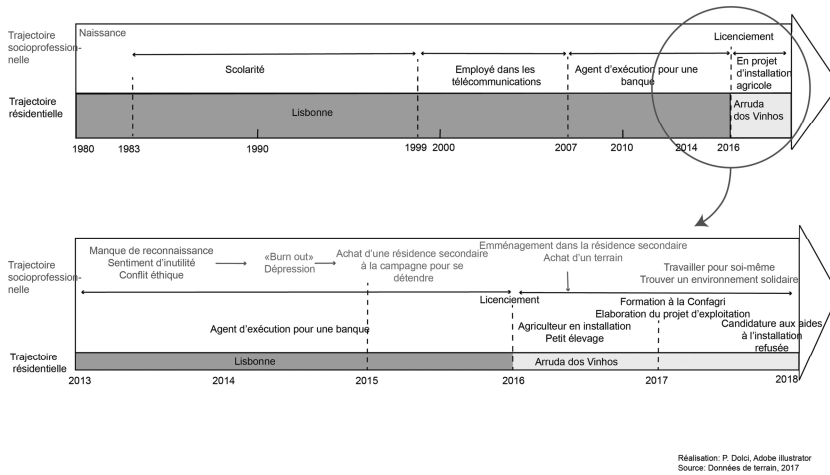 Trajectoire
socioprofession-
nelle
Naissance
Licenciement
Scolarité
Employé dans les
télécommunications
Agent d'exécution pour une
banque
En projet
d'installation
agricole
Trajectoire
résidentielle
Lisbonne
Arruda
dos Vinhos
1980
1983
1990
1999
2000
2007
2010
2014
2016
Trajectoire
socioprofession-
nelle
Manque de reconnaissance
Sentiment d'inutilité
Conflit éthique
«Burn out»
Dépression
Achat d'une résidence secondaire
à la campagne pour se
détendre
Emménagement dans la résidence secondaire
Achat d'un terrain
Travailler pour soi-même
Trouver un environnement solidaire
Licenciement
Formation à la Confagri
Elaboration du projet d'exploitation
Agent d'exécution pour une banque
Agriculteur en installation
Petit élevage
Candidature aux aides
à l'installation
refusée
Trajectoire
résidentielle
Lisbonne
Arruda dos Vinhos
2013
2014
2015
2016
2017
2018
Réalisation: P. Dolci, Adobe illustrator
Source: Données de terrain, 2017